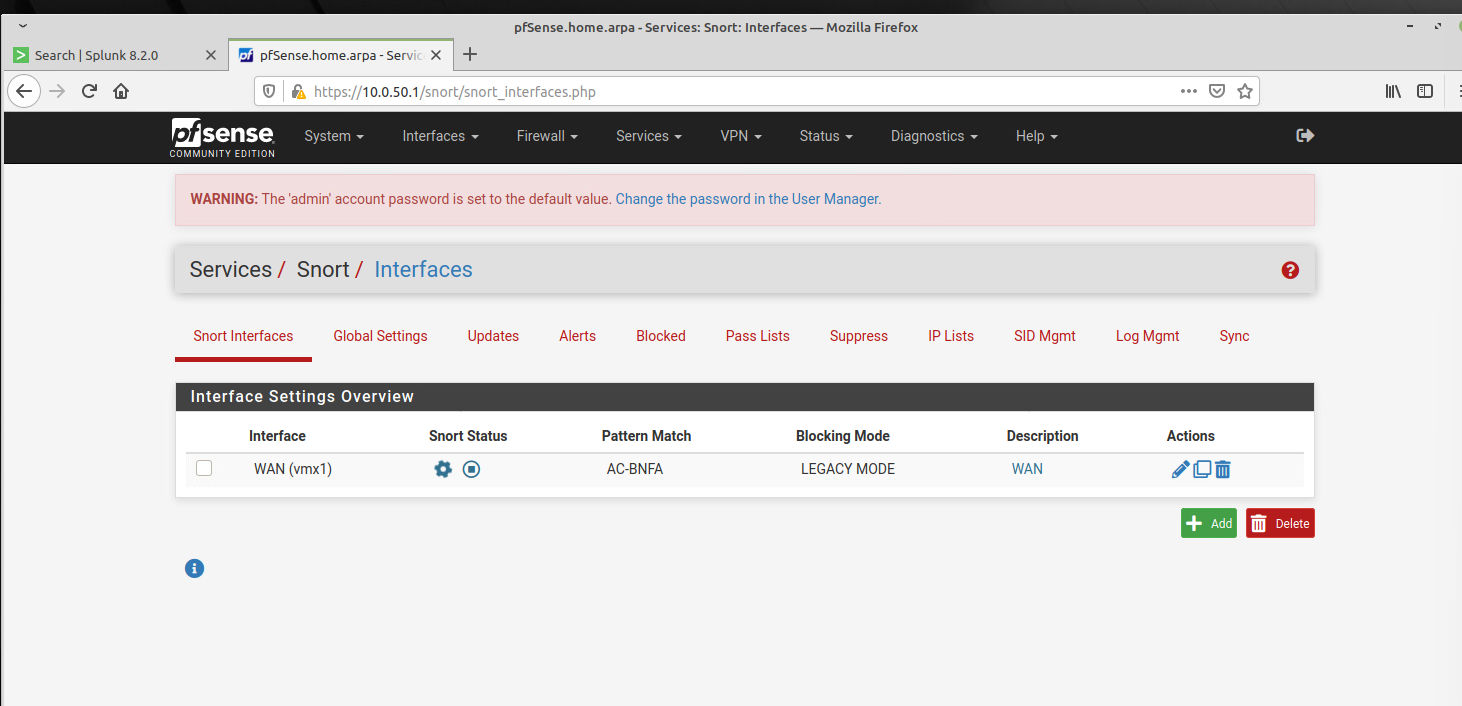 pfSense.home.arpa - Services: Snort: Interfaces — Mozilla Firefox
Search | Splunk 8.2.0
pf pfSense.home.arpa - Servic
https://10.0.50.1/snort/snort_interfaces.php
pfsense
COMMUNITY EDITION
System Interfaces Firewall Services VPN Status Diagnostics Help
WARNING: The 'admin' account password is set to the default value. Change the password in the User Manager.
Services / Snort / Interfaces
Snort Interfaces Global Settings Updates Alerts Blocked Pass Lists Suppress IP Lists SID Mgmt Log Mgmt Sync
Interface Settings Overview
Interface Snort Status Pattern Match Blocking Mode Description Actions
WAN (vmx1) AC-BNFA LEGACY MODE WAN
Add Delete